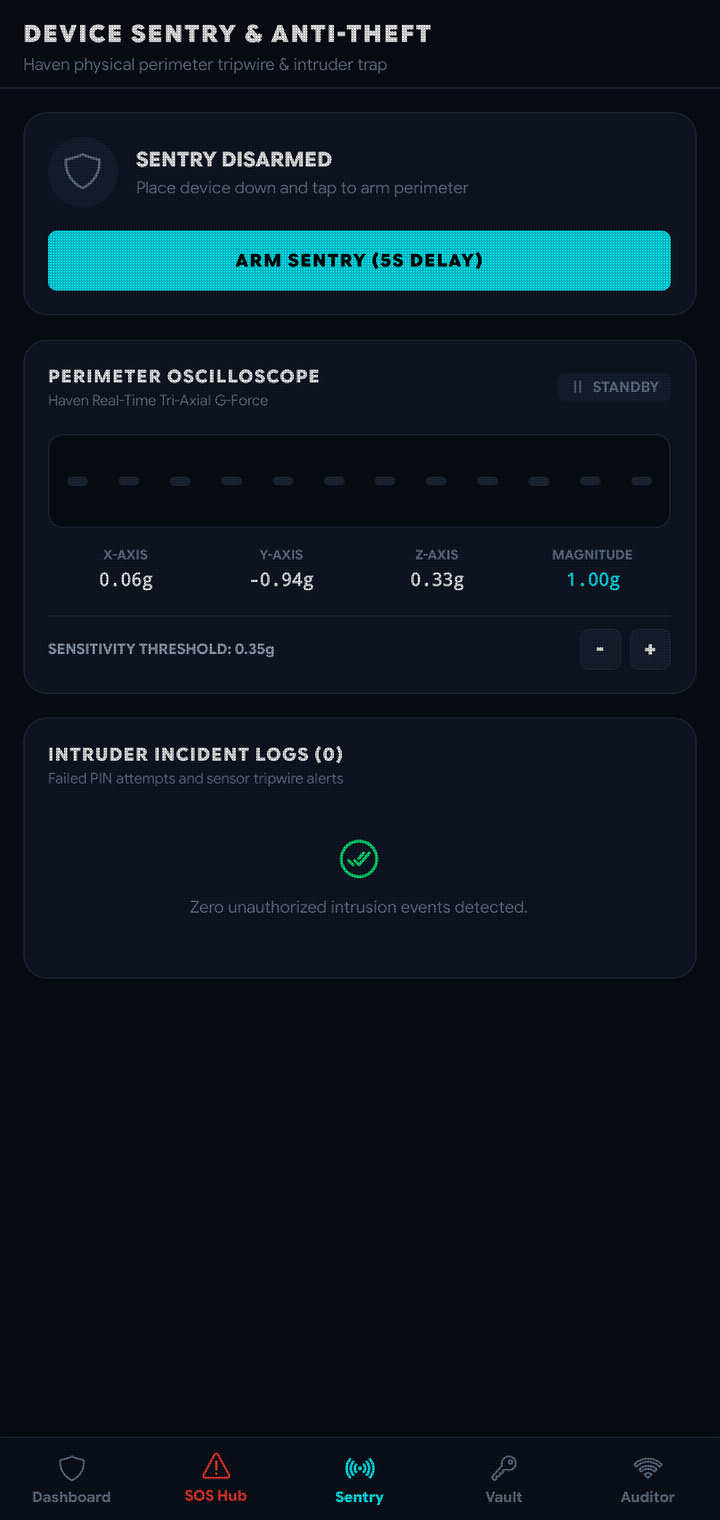 DEVICE SENTRY & ANTI-THEFT
Haven physical perimeter tripwire & intruder trap
SENTRY DISARMED
Place device down and tap to arm perimeter
ARM SENTRY (5S DELAY)
PERIMETER OSCILLOSCOPE
Haven Real-Time Tri-Axial G-Force
STANDBY
X-AXIS Y-AXIS Z-AXIS MAGNITUDE
0.06g -0.94g 0.33g 1.00g
SENSITIVITY THRESHOLD: 0.35g - +
INTRUDER INCIDENT LOGS (0)
Failed PIN attempts and sensor tripwire alerts
Zero unauthorized intrusion events detected.
Dashboard SOS Hub Sentry Vault Auditor